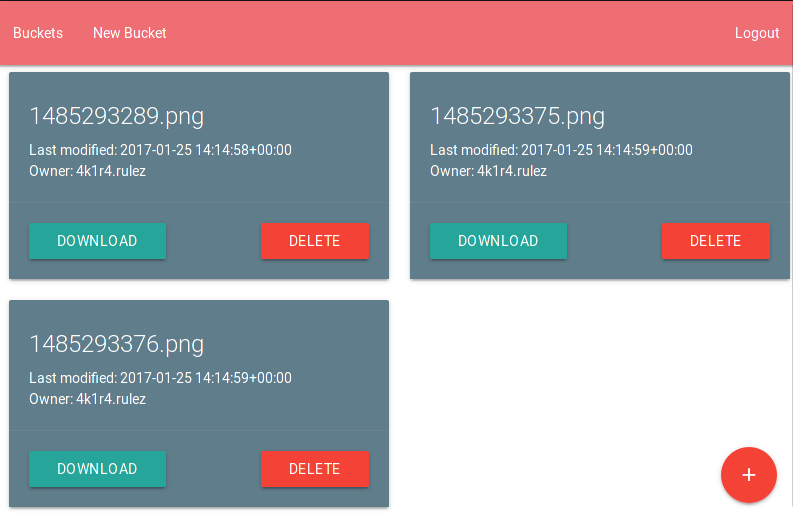 Buckets New Bucket Logout
1485293289.png
Last modified: 2017-01-25 14:14:58+00:00
Owner: 4k1r4.rulez
DOWNLOAD DELETE
1485293375.png
Last modified: 2017-01-25 14:14:59+00:00
Owner: 4k1r4.rulez
DOWNLOAD DELETE
1485293376.png
Last modified: 2017-01-25 14:14:59+00:00
Owner: 4k1r4.rulez
DOWNLOAD DELETE
+